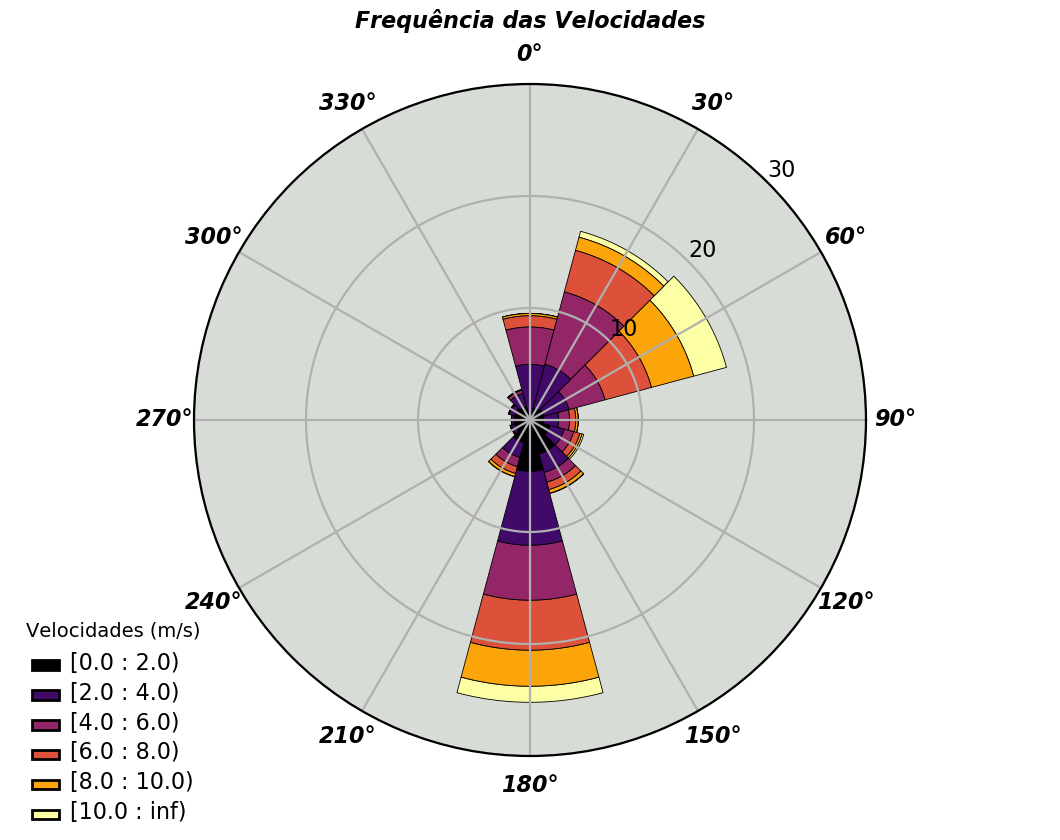 Frequência das Velocidades
0°
330°
30°
30
300°
60°
20
10
270°
90°
240°
120°
Velocidades (m/s)
[0.0 : 2.0)
[2.0 : 4.0)
[4.0 : 6.0)
[6.0 : 8.0)
[8.0 : 10.0)
[10.0 : inf)
210°
150°
180°